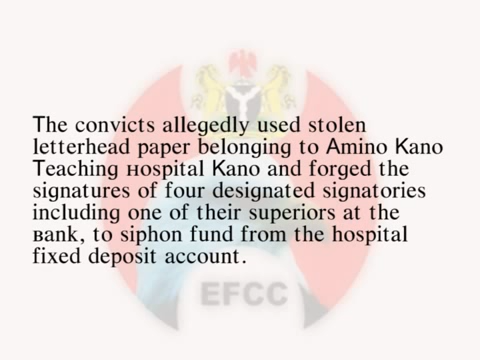 The convicts allegedly used stolen
letterhead paper belonging to Amino Kano
Teaching Hospital Kano and forged the
signatures of four designated signatories
including one of their superiors at the
Bank, to siphon fund from the hospital
fixed deposit account.
EFCC